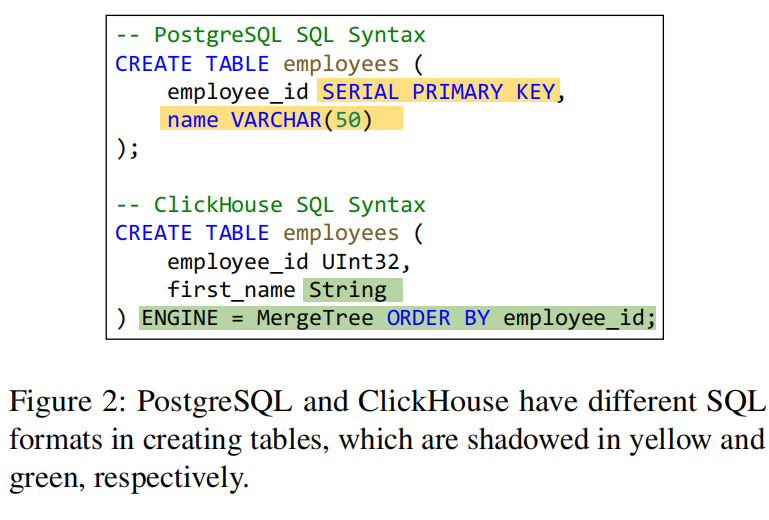 -- PostgreSQL SQL Syntax
CREATE TABLE employees (
    employee_id SERIAL PRIMARY KEY,
    name VARCHAR(50)
);
-- ClickHouse SQL Syntax
CREATE TABLE employees (
    employee_id UInt32,
    first_name String
) ENGINE = MergeTree ORDER BY employee_id;
Figure 2: PostgreSQL and ClickHouse have different SQL
formats in creating tables, which are shadowed in yellow and
green, respectively.